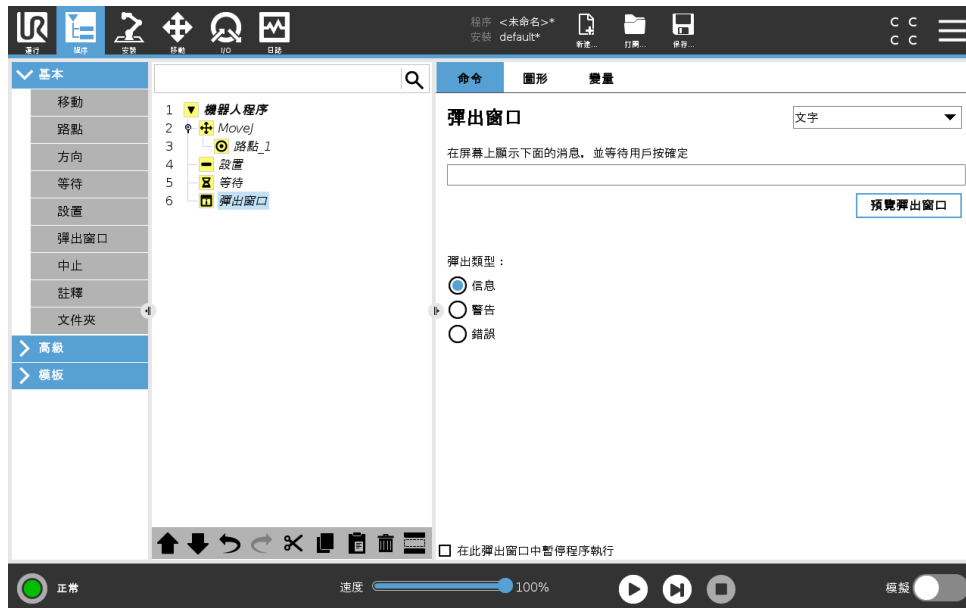 UR
運行
程序
安裝
移動
I/O
日誌
程序 <未命名>*
安裝 default*
新建...
打開...
保存...
C C
C C
基本
移動
路點
方向
等待
設置
彈出窗口
中止
註釋
文件夾
高級
模板
1 機器人程序
2 MoveJ
3 路點_1
4 設置
5 等待
6 彈出窗口
命令 圖形 變量
彈出窗口
文字
在屏幕上顯示下面的消息，並等待用戶按確定
預覽彈出窗口
彈出類型：
信息
警告
錯誤
在此彈出窗口中暫停程序執行
正常
速度 100%
模擬